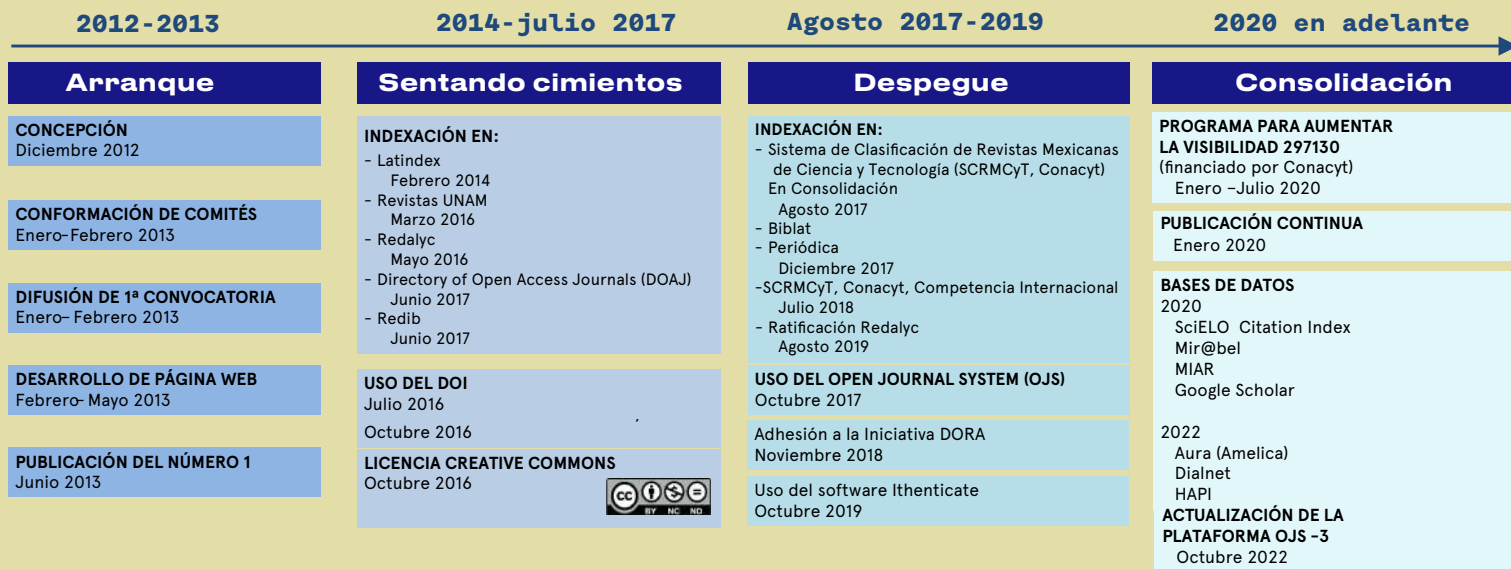 2012-2013
Arranque
CONCEPCIÓN
Diciembre 2012
CONFORMACIÓN DE COMITÉS
Enero-Febrero 2013
DIFUSIÓN DE 1ª CONVOCATORIA
Enero- Febrero 2013
DESARROLLO DE PÁGINA WEB
Febrero- Mayo 2013
PUBLICACIÓN DEL NÚMERO 1
Junio 2013
2014-julio 2017
Sentando cimientos
INDEXACIÓN EN:
- Latindex
Febrero 2014
- Revistas UNAM
Marzo 2016
- Redalyc
Mayo 2016
- Directory of Open Access Journals (DOAJ)
Junio 2017
- Redib
Junio 2017
USO DEL DOI
Julio 2016
Octubre 2016
LICENCIA CREATIVE COMMONS
Octubre 2016
cc
BY NC ND
Agosto 2017-2019
Despegue
INDEXACIÓN EN:
- Sistema de Clasificación de Revistas Mexicanas
de Ciencia y Tecnología (SCRMCyT, Conacyt)
En Consolidación
Agosto 2017
- Biblat
- Periódica
Diciembre 2017
-SCRMCyT, Conacyt, Competencia Internacional
Julio 2018
- Ratificación Redalyc
Agosto 2019
USO DEL OPEN JOURNAL SYSTEM (OJS)
Octubre 2017
Adhesión a la Iniciativa DORA
Noviembre 2018
Uso del software Ithenticate
Octubre 2019
2020 en adelante
Consolidación
PROGRAMA PARA AUMENTAR
LA VISIBILIDAD 297130
(financiado por Conacyt)
Enero –Julio 2020
PUBLICACIÓN CONTINUA
Enero 2020
BASES DE DATOS
2020
SciELO Citation Index
Mir@bel
MIAR
Google Scholar
2022
Aura (Amelica)
Dialnet
HAPI
ACTUALIZACIÓN DE LA
PLATAFORMA OJS -3
Octubre 2022